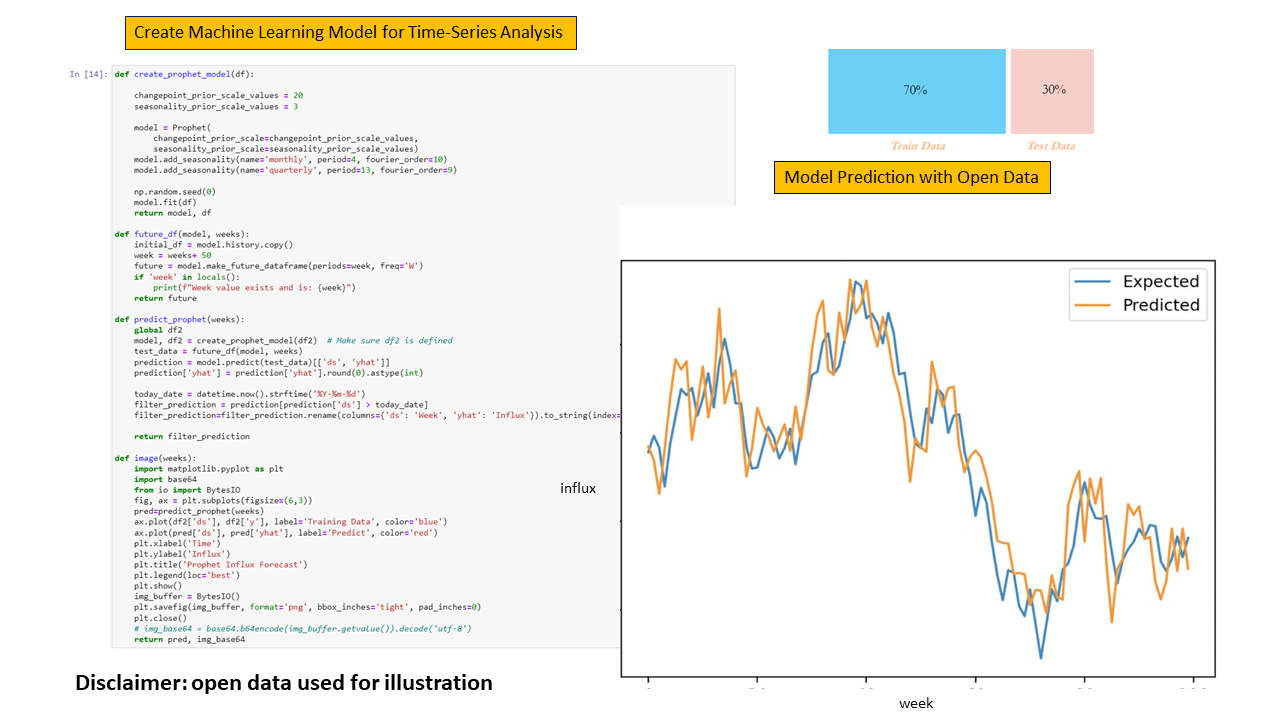 Create Machine Learning Model for Time-Series Analysis
In [14]: def create_prophet_model(df):
changepoint_prior_scale_values = 20
seasonality_prior_scale_values = 3
model = Prophet(
changepoint_prior_scale=changepoint_prior_scale_values,
seasonality_prior_scale=seasonality_prior_scale_values)
model.add_seasonality(name='monthly', period=4, fourier_order=10)
model.add_seasonality(name='quarterly', period=13, fourier_order=9)
np.random.seed(0)
model.fit(df)
return model, df
def future_df(model, weeks):
initial_df = model.history.copy()
week = weeks+ 50
future = model.make_future_dataframe(periods=week, freq='W')
if 'week' in locals():
print(f"Week value exists and is: {week}")
return future
def predict_prophet(weeks):
global df2
model, df2 = create_prophet_model(df2)  # Make sure df2 is defined
test_data = future_df(model, weeks)
prediction = model.predict(test_data)[['ds', 'yhat']]
prediction['yhat'] = prediction['yhat'].round(0).astype(int)
today_date = datetime.now().strftime('%Y-%m-%d')
filter_prediction = prediction[prediction['ds'] > today_date]
filter_prediction=filter_prediction.rename(columns={'ds': 'Week', 'yhat': 'Influx'}).to_string(index=
return filter_prediction
def image(weeks):
import matplotlib.pyplot as plt
import base64
from io import BytesIO
fig, ax = plt.subplots(figsize=(6,3))
pred=predict_prophet(weeks)
ax.plot(df2['ds'], df2['y'], label='Training Data', color='blue')
ax.plot(pred['ds'], pred['yhat'], label='Predict', color='red')
plt.xlabel('Time')
plt.ylabel('Influx')
plt.title('Prophet Influx Forecast')
plt.legend(loc='best')
plt.show()
img_buffer = BytesIO()
plt.savefig(img_buffer, format='png', bbox_inches='tight', pad_inches=0)
plt.close()
# img_base64 = base64.b64encode(img_buffer.getvalue()).decode('utf-8')
return pred, img_base64
70%
30%
Train Data
Test Data
Model Prediction with Open Data
Expected
Predicted
influx
week
Disclaimer: open data used for illustration